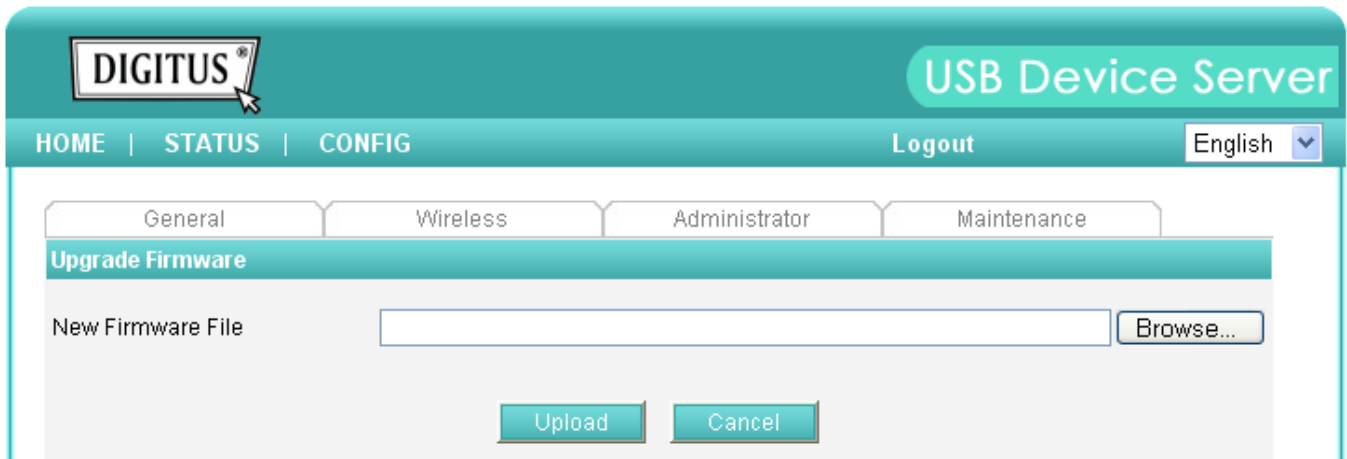 DIGITUS®
USB Device Server
HOME | STATUS | CONFIG Logout English
General Wireless Administrator Maintenance
Upgrade Firmware
New Firmware File Browse...
Upload Cancel